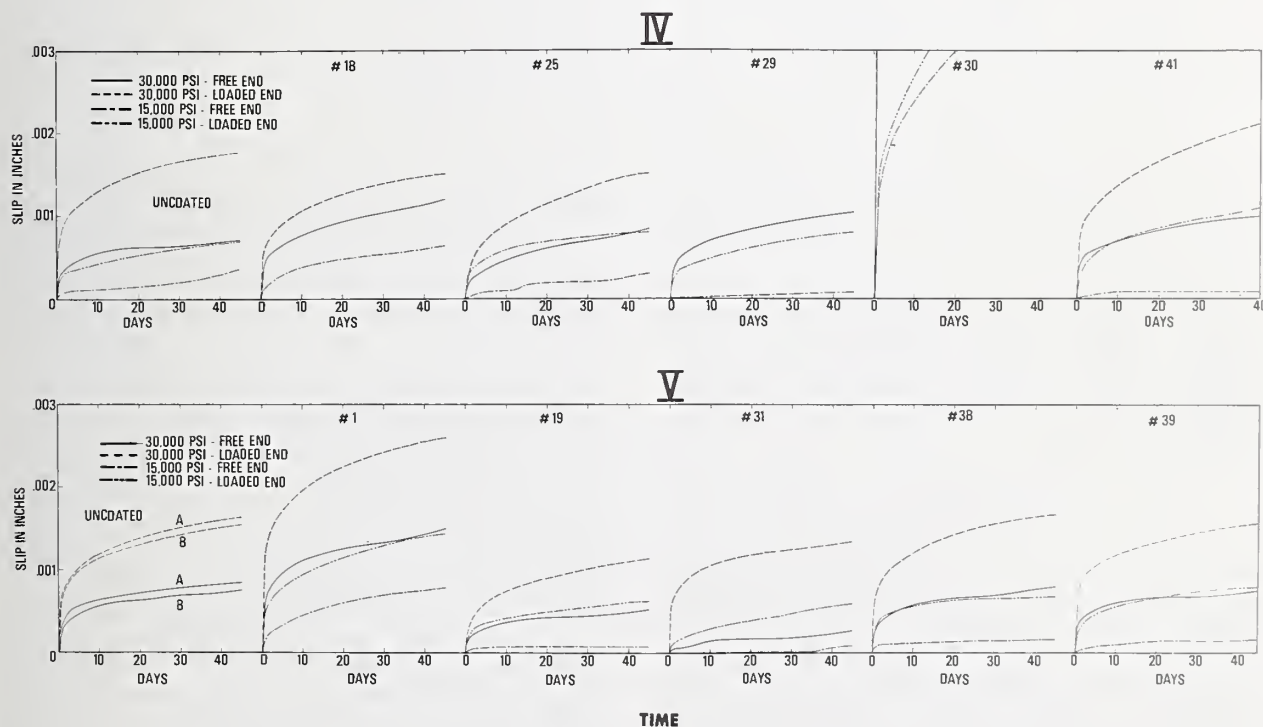 IV
.003 #18 #25 #29 #30 #41
30,000 PSI - FREE END
30,000 PSI - LOADED END
15,000 PSI - FREE END
15,000 PSI - LOADED END
.002
SLIP IN INCHES
UNCOATED
.001
0
0 10 20 30 40 0 10 20 30 40 0 10 20 30 40 0 10 20 30 40 0 10 20 30 40 0 10 20 30 40
DAYS DAYS DAYS DAYS DAYS DAYS
V
.003 #1 #19 #31 #38 #39
30,000 PSI - FREE END
30,000 PSI - LOADED END
15,000 PSI - FREE END
15,000 PSI - LOADED END
.002
SLIP IN INCHES
UNCOATED
A
B
.001
A
B
0
0 10 20 30 40 0 10 20 30 40 0 10 20 30 40 0 10 20 30 40 0 10 20 30 40 0 10 20 30 40
DAYS DAYS DAYS DAYS DAYS DAYS
TIME